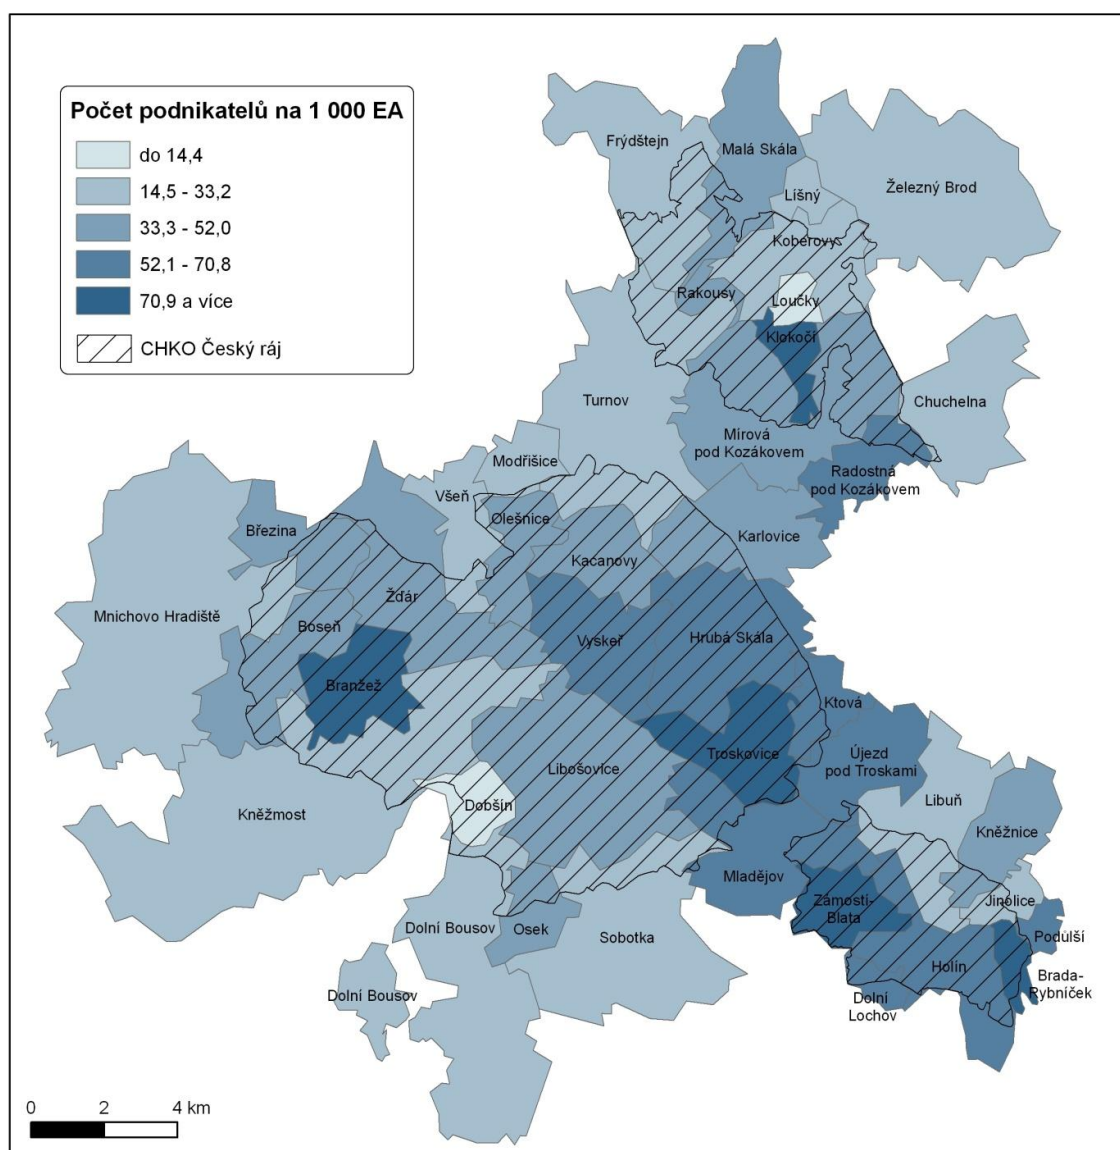 Počet podnikatelů na 1 000 EA
do 14,4
14,5 - 33,2
33,3 - 52,0
52,1 - 70,8
70,9 a více
CHKO Český ráj
Frýdštejn
Malá Skála
Železný Brod
Líšný
Koberovy
Rakousy
Loučky
Klokočí
Turnov
Chuchelna
Mírová
pod Kozákovem
Modřišice
Radostná
pod Kozákovem
Všeň
Olešnice
Březina
Karlovice
Kacanovy
Žďár
Mnichovo Hradiště
Boseň
Vyskeř
Hrubá Skála
Branžež
Ktová
Troskovice
Újezd
pod Troskami
Libošovice
Dobšín
Libuň
Kněžmost
Kněžnice
Mladějov
Zámostí-
Blata
Jinolice
Dolní Bousov
Osek
Sobotka
Podůlší
Holín
Brada-
Rybníček
Dolní Bousov
Dolní
Lochov
0 2 4 km